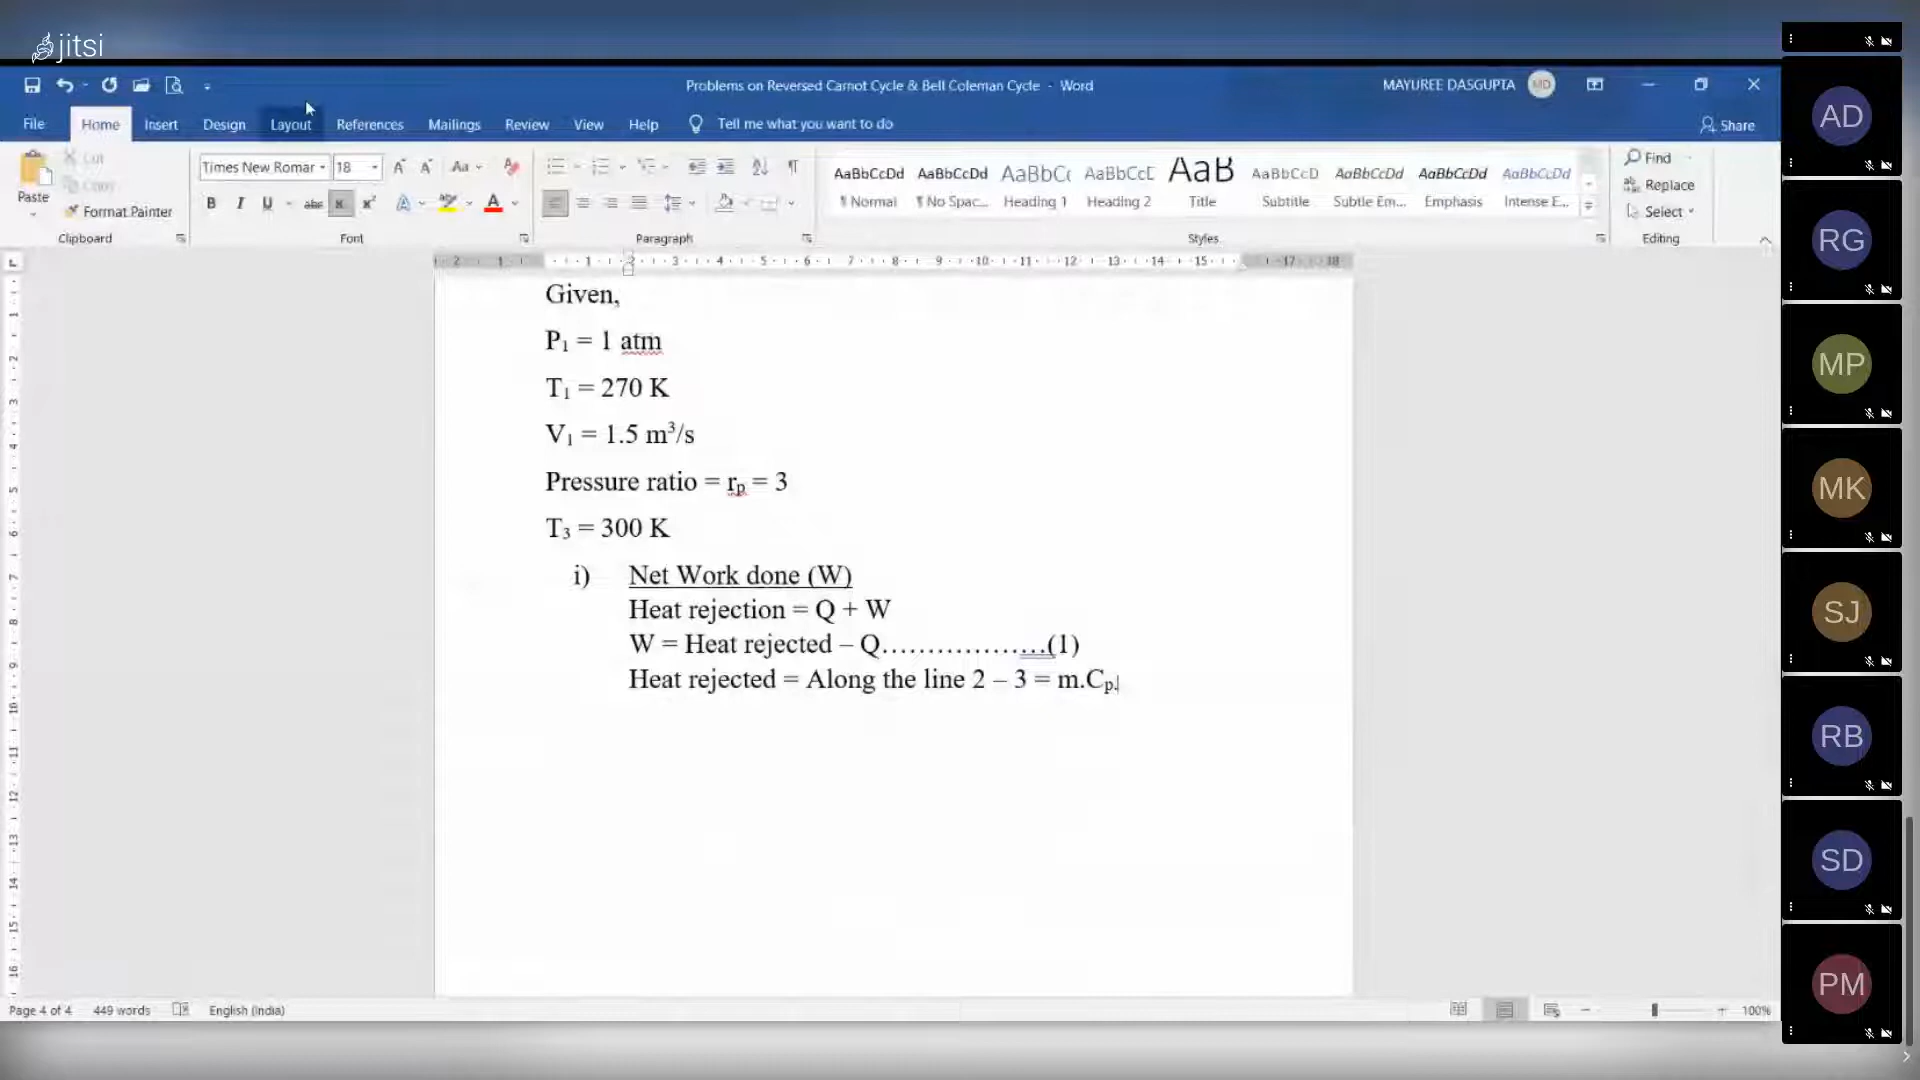 jitsi
Problems on Reversed Carnot Cycle & Bell Coleman Cycle - Word
MAYUREE DASGUPTA MD
File Home Insert Design Layout References Mailings Review View Help Tell me what you want to do Share
Paste
Cut
Copy
Format Painter
Clipboard
Times New Romar 18
Font
Paragraph
AaBbCcDd AaBbCcDd AaBbCc AaBbCcD AaB AaBbCcD AaBbCcDd AaBbCcDd AaBbCcDd
¶ Normal ¶ No Spac... Heading 1 Heading 2 Title Subtitle Subtle Em... Emphasis Intense E...
Styles
Find
Replace
Select
Editing
Given,
P₁ = 1 atm
T₁ = 270 K
V₁ = 1.5 m³/s
Pressure ratio = rₚ = 3
T₃ = 300 K
i) Net Work done (W)
Heat rejection = Q + W
W = Heat rejected – Q………………..(1)
Heat rejected = Along the line 2 – 3 = m.Cₚ.
Page 4 of 4 449 words English (India) 100%
AD
RG
MP
MK
SJ
RB
SD
PM